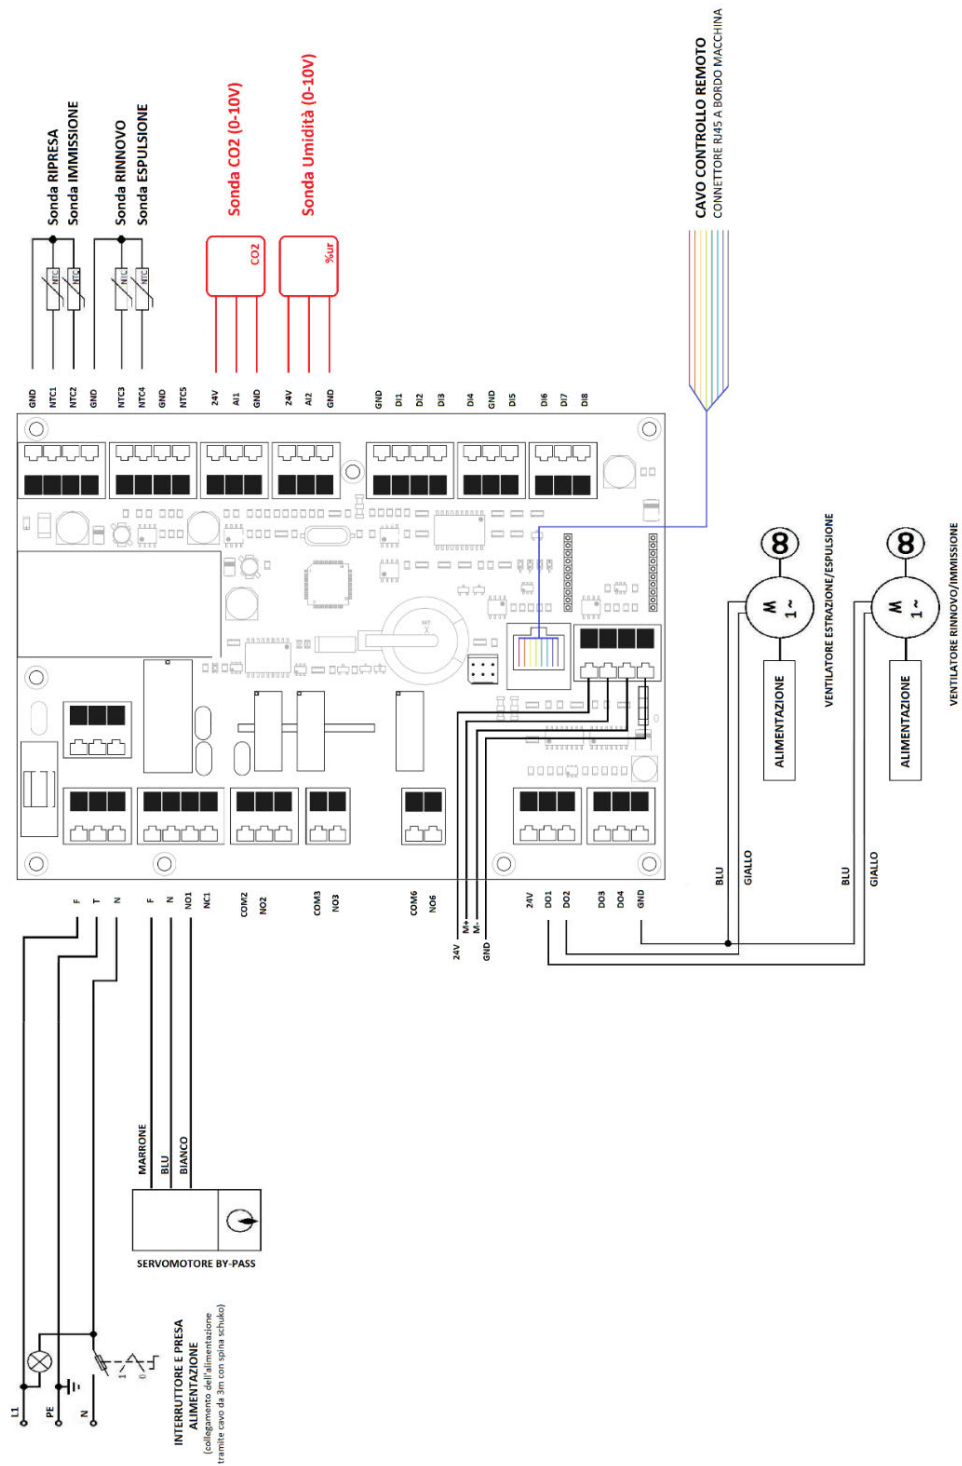 Sonda RIPRESA
Sonda IMMISSIONE
Sonda RINNOVO
Sonda ESPULSIONE
Sonda CO2 (0-10V)
Sonda Umidità (0-10V)
CAVO CONTROLLO REMOTO
CONNETTORE RJ45 A BORDO MACCHINA
NTC
NTC
NTC
NTC
CO2
%ur
GND
NTC1
NTC2
GND
NTC3
NTC4
GND
NTC5
24V
AI1
GND
24V
AI2
GND
GND
DI1
DI2
DI3
DI4
GND
DI5
DI6
DI7
DI8
M
1~
M
1~
VENTILATORE ESTRAZIONE/ESPULSIONE
VENTILATORE RINNOVO/IMMISSIONE
ALIMENTAZIONE
ALIMENTAZIONE
BLU
GIALLO
BLU
GIALLO
F
T
N
F
N
NO1
NC1
COM2
NO2
COM3
NO3
COM6
NO6
24V
M+
M-
GND
24V
DO1
DO2
DO3
DO4
GND
MARRONE
BLU
BIANCO
SERVOMOTORE BY-PASS
L1
PE
N
1
0
INTERRUTTORE E PRESA
ALIMENTAZIONE
(collegamento dell'alimentazione
tramite cavo da 3m con spina schuko)